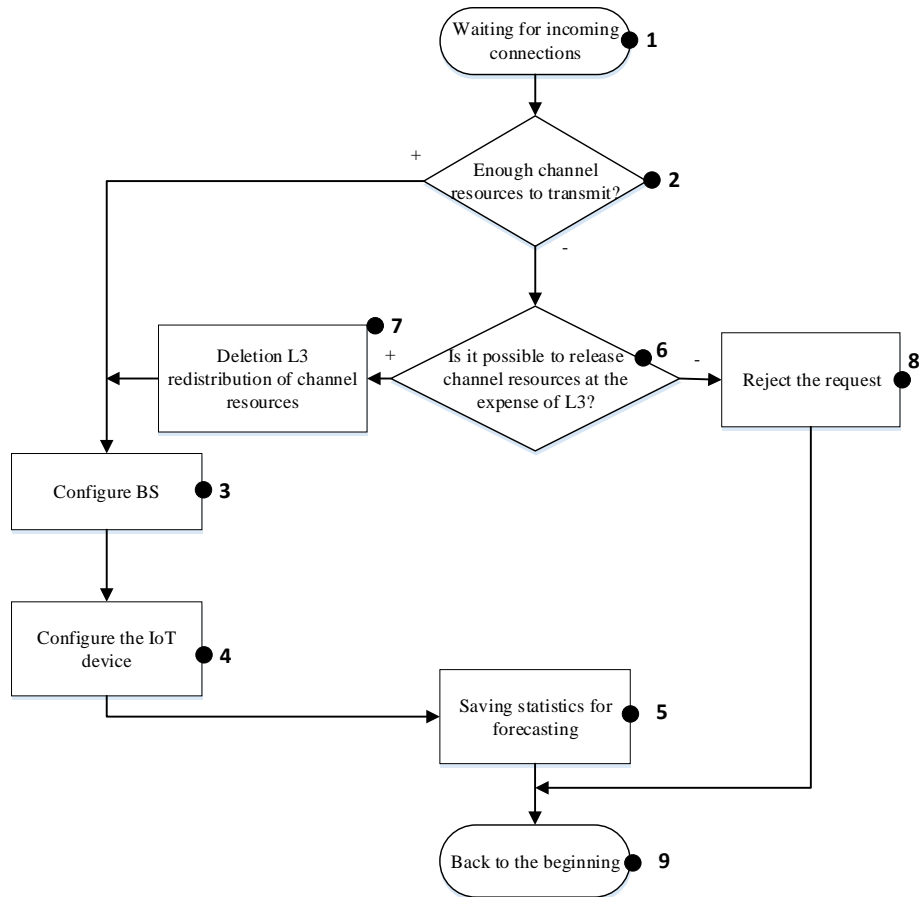 Waiting for incoming
connections
1
+
Enough channel
resources to transmit?
2
-
7
Deletion L3
redistribution of channel
resources
+
Is it possible to release
channel resources at the
expense of L3?
6
-
Reject the request
8
Configure BS
3
Configure the IoT
device
4
Saving statistics for
forecasting
5
Back to the beginning
9